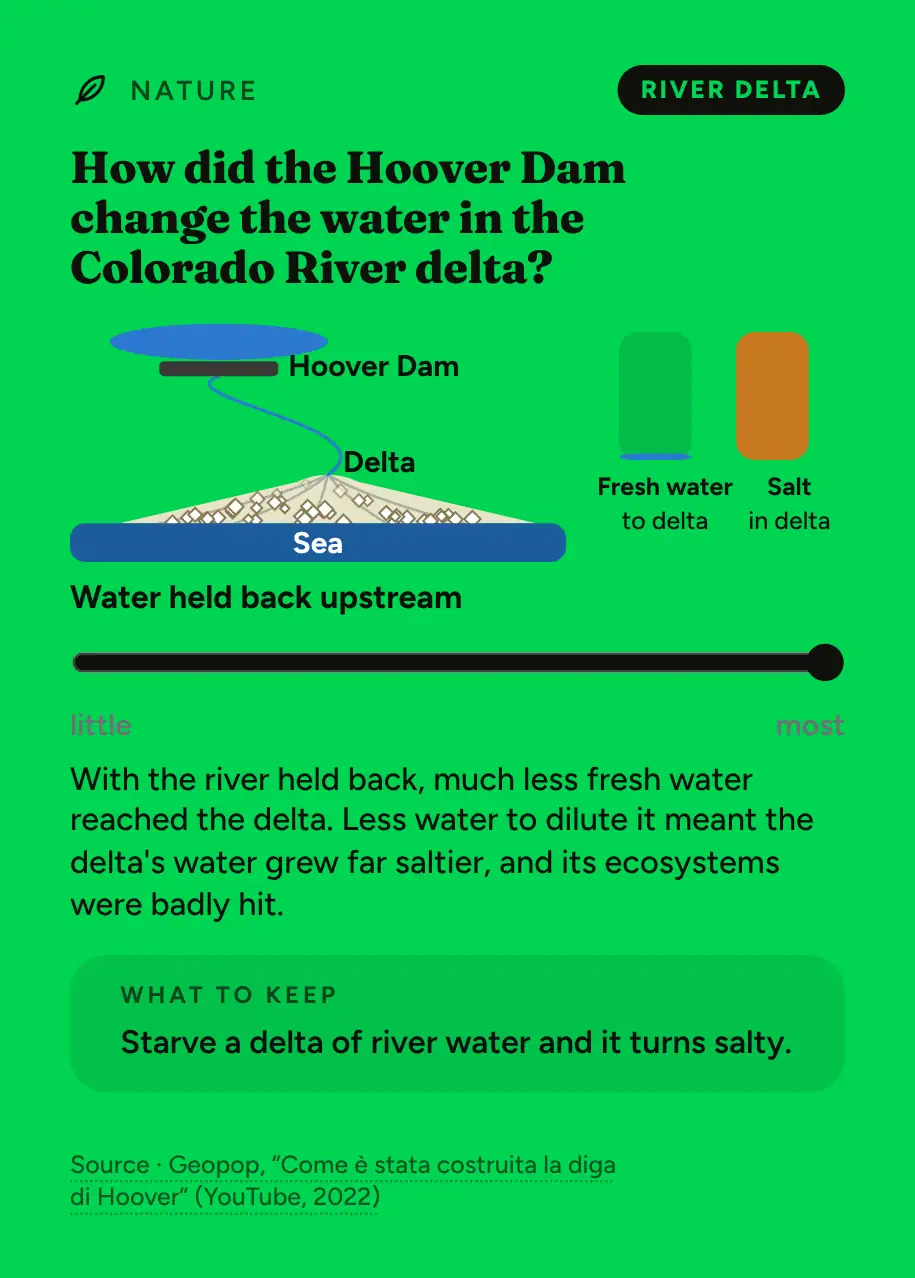 NATURE
RIVER DELTA
How did the Hoover Dam
change the water in the
Colorado River delta?
Hoover Dam
Delta
Sea
Fresh water
to delta
Salt
in delta
Water held back upstream
little
most
With the river held back, much less fresh water
reached the delta. Less water to dilute it meant the
delta's water grew far saltier, and its ecosystems
were badly hit.
WHAT TO KEEP
Starve a delta of river water and it turns salty.
Source · Geopop, “Come è stata costruita la diga
di Hoover” (YouTube, 2022)